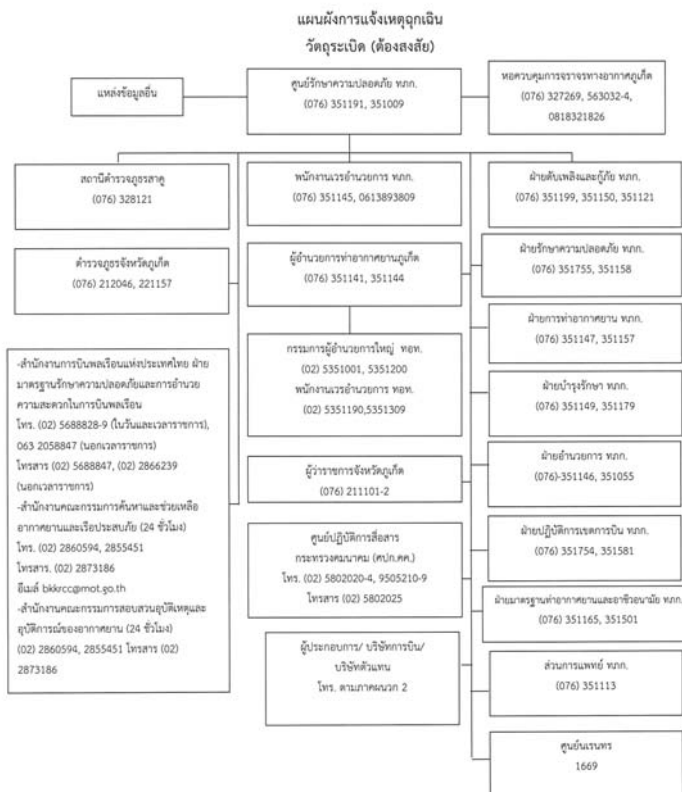 แผนผังการแจ้งเหตุฉุกเฉิน
วัตถุระเบิด (ต้องสงสัย)
แหล่งข้อมูลอื่น
ศูนย์รักษาความปลอดภัย ทภก.
(076) 351191, 351009
หอควบคุมการจราจรทางอากาศภูเก็ต
(076) 327269, 563032-4,
0818321826
สถานีตำรวจภูธรสาคู
(076) 328121
พนักงานเวรอำนวยการ ทภก.
(076) 351145, 0613893809
ฝ่ายดับเพลิงและกู้ภัย ทภก.
(076) 351199, 351150, 351121
ตำรวจภูธรจังหวัดภูเก็ต
(076) 212046, 221157
ผู้อำนวยการท่าอากาศยานภูเก็ต
(076) 351141, 351144
ฝ่ายรักษาความปลอดภัย ทภก.
(076) 351755, 351158
ฝ่ายการท่าอากาศยาน ทภก.
(076) 351147, 351157
-สำนักงานการบินพลเรือนแห่งประเทศไทย ฝ่าย
มาตรฐานรักษาความปลอดภัยและการอำนวย
ความสะดวกในการบินพลเรือน
โทร. (02) 5688828-9 (ในวันและเวลาราชการ),
063 2058847 (นอกเวลาราชการ)
โทรสาร (02) 5688847, (02) 2866239
(นอกเวลาราชการ)
-สำนักงานคณะกรรมการค้นหาและช่วยเหลือ
อากาศยานและเรือประสบภัย (24 ชั่วโมง)
โทร. (02) 2860594, 2855451
โทรสาร. (02) 2873186
อีเมล์ bkkrcc@mot.go.th
-สำนักงานคณะกรรมการสอบสวนอุบัติเหตุและ
อุบัติการณ์ของอากาศยาน (24 ชั่วโมง)
(02) 2860594, 2855451 โทรสาร (02)
2873186
กรรมการผู้อำนวยการใหญ่ ทอท.
(02) 5351001, 5351200
พนักงานเวรอำนวยการ ทอท.
(02) 5351190,5351309
ฝ่ายบำรุงรักษา ทภก.
(076) 351149, 351179
ผู้ว่าราชการจังหวัดภูเก็ต
(076) 211101-2
ฝ่ายอำนวยการ ทภก.
(076)-351146, 351055
ศูนย์ปฏิบัติการสื่อสาร
กระทรวงคมนาคม (ศปก.คค.)
โทร. (02) 5802020-4, 9505210-9
โทรสาร (02) 5802025
ฝ่ายปฏิบัติการเขตการบิน ทภก.
(076) 351754, 351581
ฝ่ายมาตรฐานท่าอากาศยานและอาชีวอนามัย ทภก.
(076) 351165, 351501
ผู้ประกอบการ/ บริษัทการบิน/
บริษัทตัวแทน
โทร. ตามภาคผนวก 2
ส่วนการแพทย์ ทภก.
(076) 351113
ศูนย์นเรนทร
1669